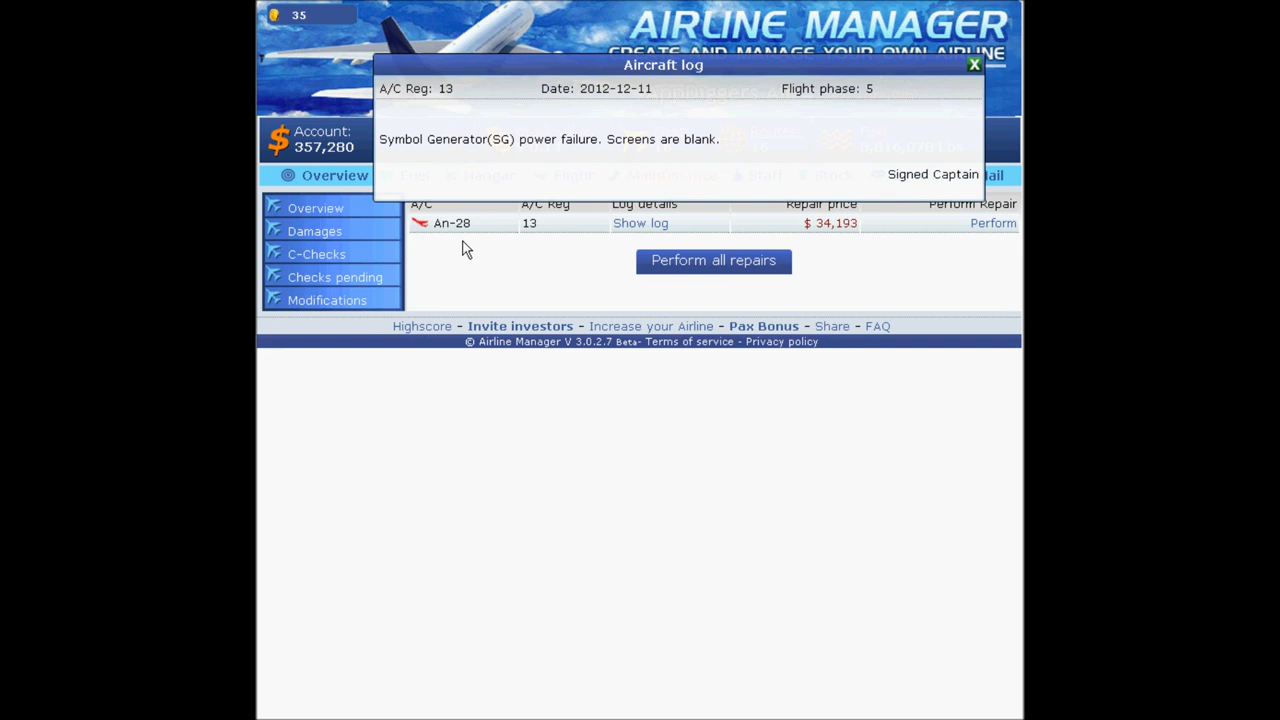 35
AIRLINE MANAGER
CREATE AND MANAGE YOUR OWN AIRLINE
Aircraft log X
A/C Reg: 13 Date: 2012-12-11 Flight phase: 5
Account:
357,280
Symbol Generator(SG) power failure. Screens are blank.
Signed Captain
Overview
A/C A/C Reg Log details Repair price Perform Repair
An-28 13 Show log $ 34,193 Perform
Perform all repairs
Overview
Damages
C-Checks
Checks pending
Modifications
Highscore - Invite investors - Increase your Airline - Pax Bonus - Share - FAQ
© Airline Manager V 3.0.2.7 Beta- Terms of service - Privacy policy